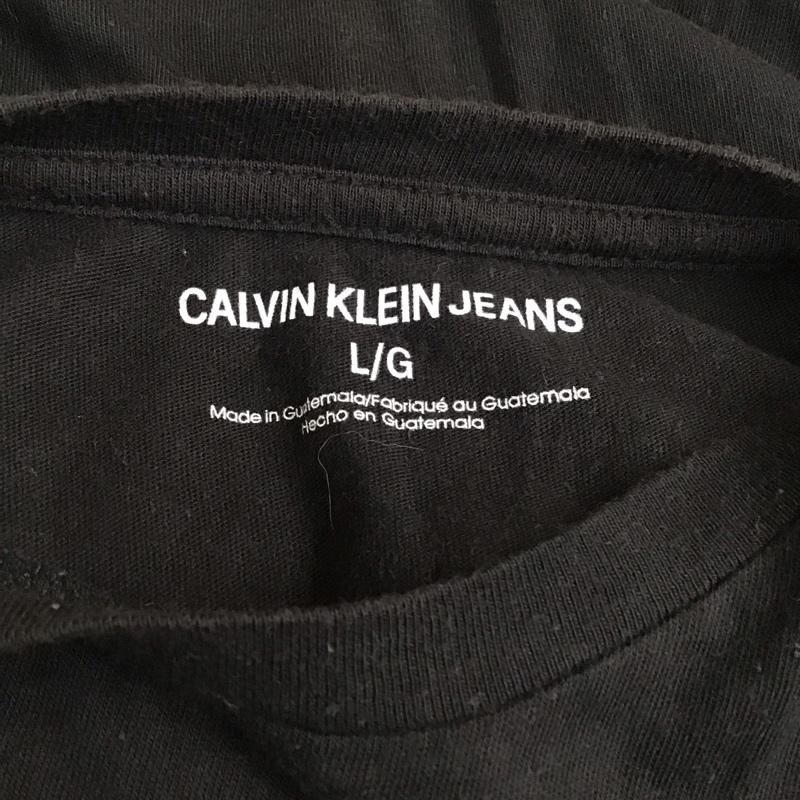 CALVIN KLEIN JEANS
L/G
Made in Guatemala/Fabriqué au Guatemala
Hecho en Guatemala